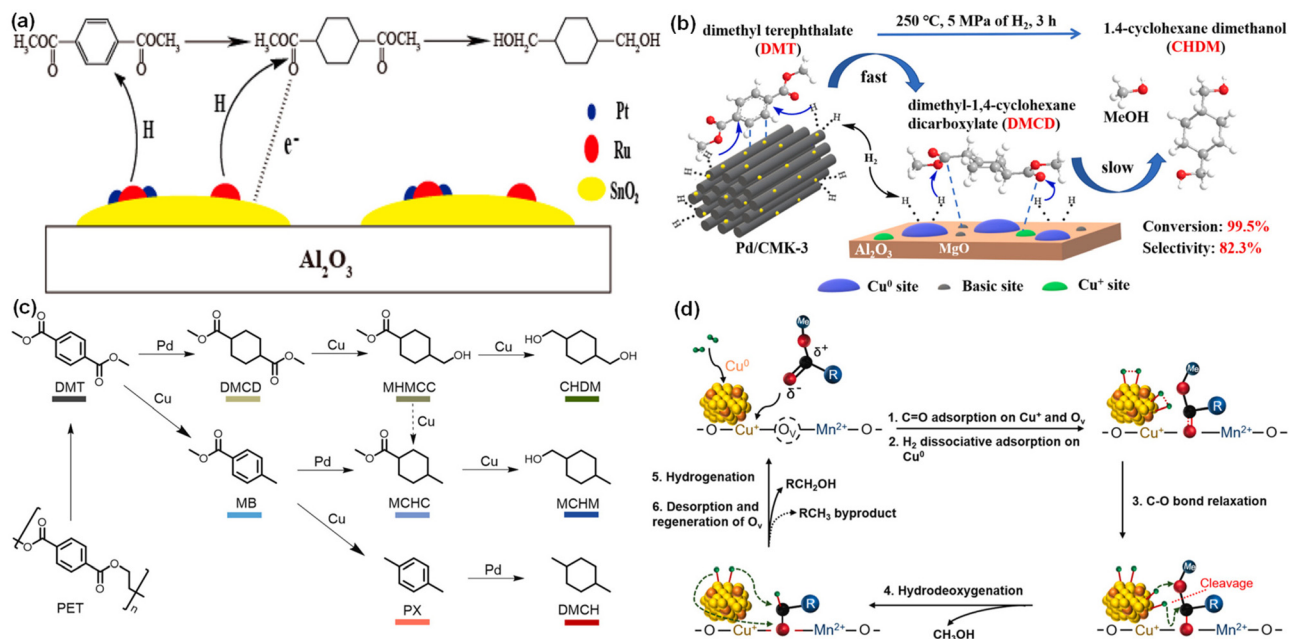 (a)
H₃COC
COCH₃
O
O
H₃COC
COCH₃
O
O
HOH₂C
CH₂OH
H
H
e⁻
Pt
Ru
SnO₂
Al₂O₃
(b)
250 °C, 5 MPa of H₂, 3 h
dimethyl terephthalate
(DMT)
1.4-cyclohexane dimethanol
(CHDM)
fast
dimethyl-1,4-cyclohexane
dicarboxylate (DMCD)
MeOH
H
H
H₂
slow
H
H
H
H
Pd/CMK-3
Al₂O₃
MgO
Conversion: 99.5%
Selectivity: 82.3%
Cu⁰ site
Basic site
Cu⁺ site
(c)
O
O
O
O
DMT
Pd
O
O
O
O
DMCD
Cu
O
O
OH
MHMCC
Cu
HO
OH
CHDM
Cu
Cu
O
O
MB
Pd
O
O
MCHC
Cu
HO
MCHM
Cu
O
O
O
O
n
PET
PX
Pd
DMCH
(d)
Me
δ⁺
R
δ⁻
Cu⁰
–O–Cu⁺–Oᵥ–Mn²⁺–O–
1. C=O adsorption on Cu⁺ and Oᵥ
2. H₂ dissociative adsorption on
Cu⁰
Me
R
–O–Cu⁺ Mn²⁺–O–
3. C-O bond relaxation
Me
R
Cleavage
–O–Cu⁺ Mn²⁺–O–
4. Hydrodeoxygenation
CH₃OH
R
–O–Cu⁺ Mn²⁺–O–
5. Hydrogenation
6. Desorption and
regeneration of Oᵥ
RCH₂OH
RCH₃ byproduct